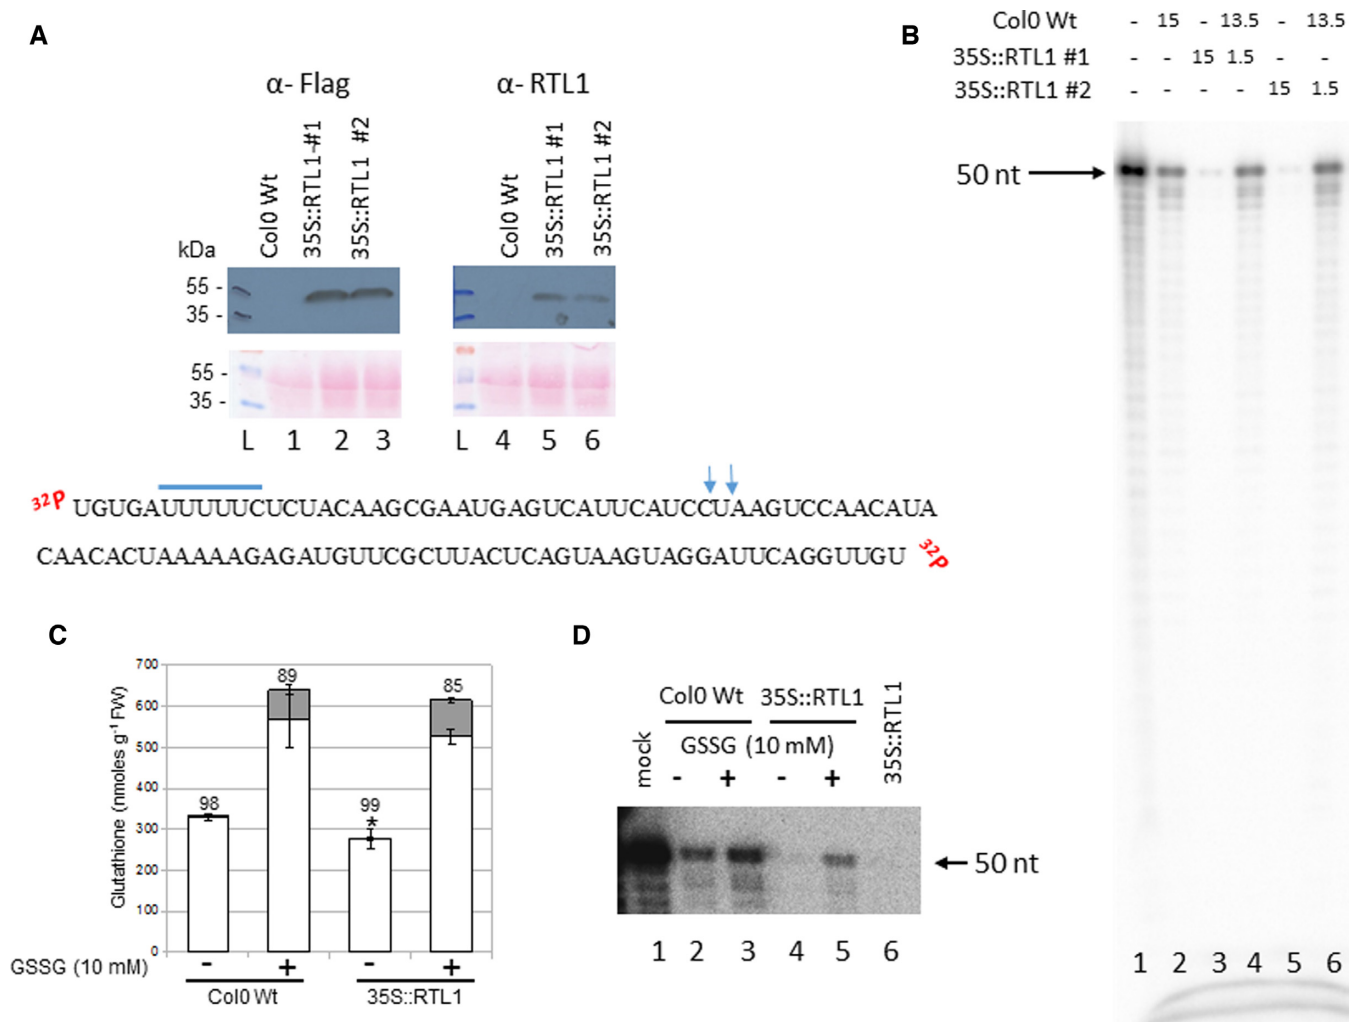 A
α- Flag
α- RTL1
Col0 Wt
35S::RTL1-#1
35S::RTL1 #2
Col0 Wt
35S::RTL1 #1
35S::RTL1 #2
kDa
55 -
35 -
55 -
35 -
L 1 2 3
L 4 5 6
32P UGUGAUUUUUCUCUACAAGCGAAUGAGUCAUUCAUCCUAAGUCCAACAUA
CAACACUAAAAAGAGAUGUUCGCUUACUCAGUAAGUAGGAUUCAGGUUGU 32P
B
Col0 Wt - 15 - 13.5 - 13.5
35S::RTL1 #1 - - 15 1.5 - -
35S::RTL1 #2 - - - - 15 1.5
50 nt
1 2 3 4 5 6
C
Glutathione (nmoles g-1 FW)
700
600
500
400
300
200
100
0
98
89
99
*
85
GSSG (10 mM) - + - +
Col0 Wt
35S::RTL1
D
mock
Col0 Wt 35S::RTL1
GSSG (10 mM)
- + - +
35S::RTL1
50 nt
1 2 3 4 5 6